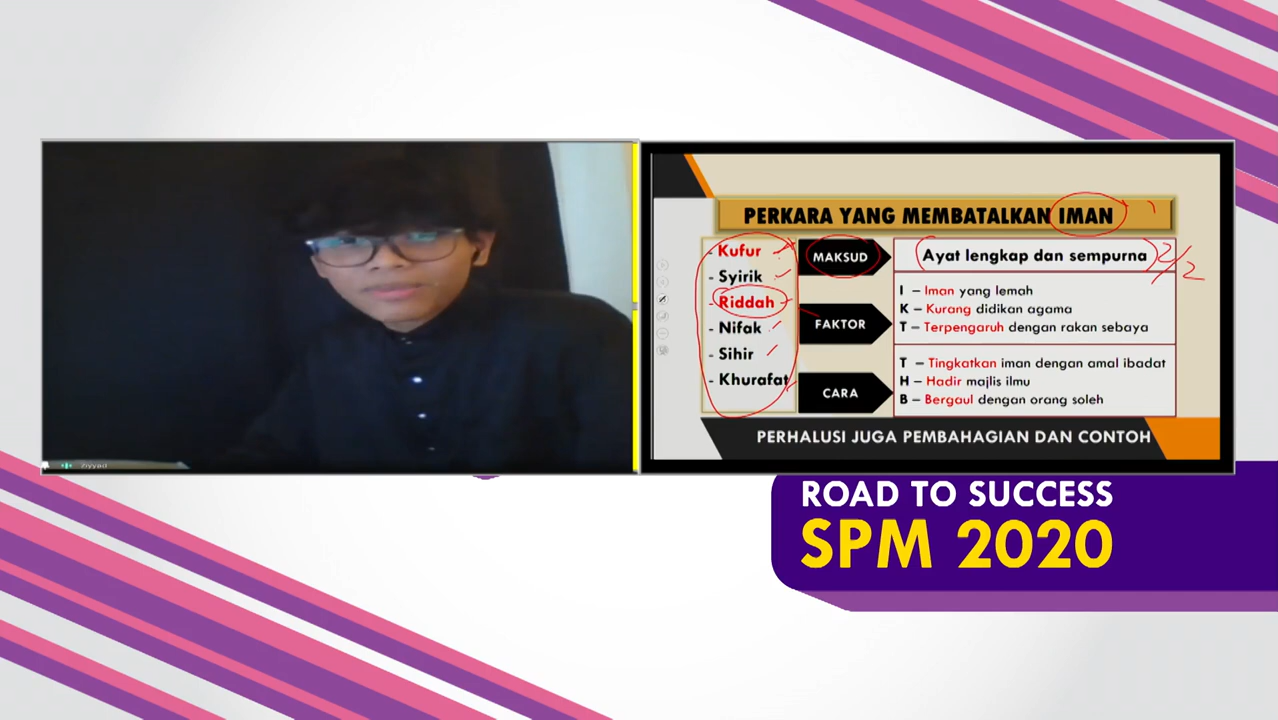 Ziyyad
PERKARA YANG MEMBATALKAN IMAN
- Kufur
- Syirik
- Riddah
- Nifak
- Sihir
- Khurafat
MAKSUD
Ayat lengkap dan sempurna
2/2
FAKTOR
I – Iman yang lemah
K – Kurang didikan agama
T – Terpengaruh dengan rakan sebaya
CARA
T – Tingkatkan iman dengan amal ibadat
H – Hadir majlis ilmu
B – Bergaul dengan orang soleh
PERHALUSI JUGA PEMBAHAGIAN DAN CONTOH
ROAD TO SUCCESS
SPM 2020